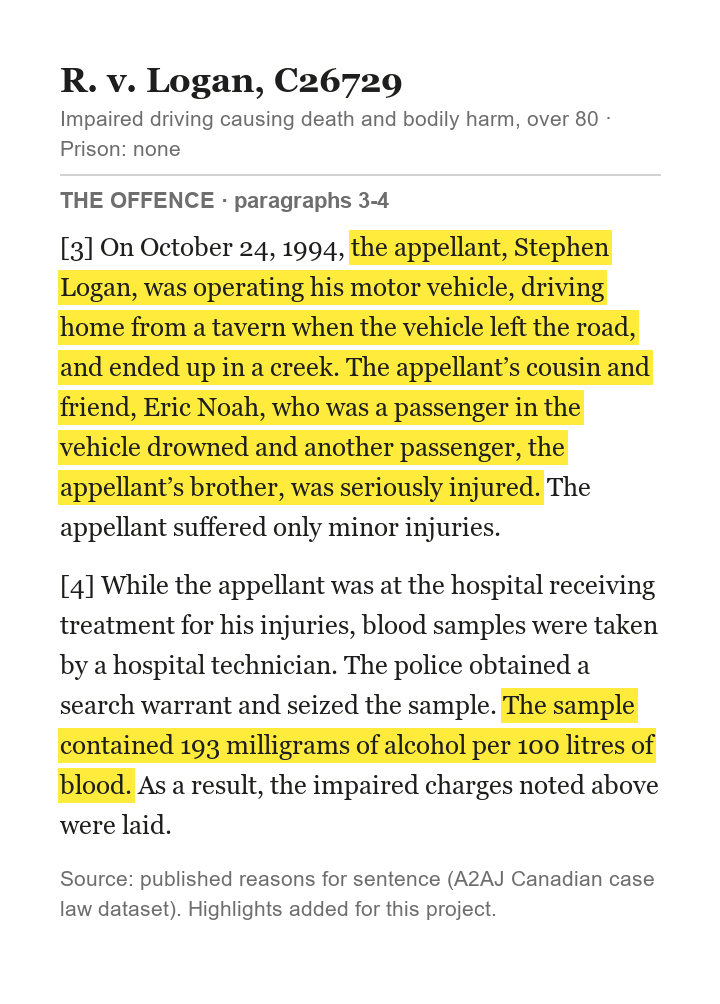 R. v. Logan, C26729
Impaired driving causing death and bodily harm, over 80 ·
Prison: none
THE OFFENCE · paragraphs 3-4
[3] On October 24, 1994, the appellant, Stephen
Logan, was operating his motor vehicle, driving
home from a tavern when the vehicle left the road,
and ended up in a creek. The appellant’s cousin and
friend, Eric Noah, who was a passenger in the
vehicle drowned and another passenger, the
appellant’s brother, was seriously injured. The
appellant suffered only minor injuries.
[4] While the appellant was at the hospital receiving
treatment for his injuries, blood samples were taken
by a hospital technician. The police obtained a
search warrant and seized the sample. The sample
contained 193 milligrams of alcohol per 100 litres of
blood. As a result, the impaired charges noted above
were laid.
Source: published reasons for sentence (A2AJ Canadian case
law dataset). Highlights added for this project.